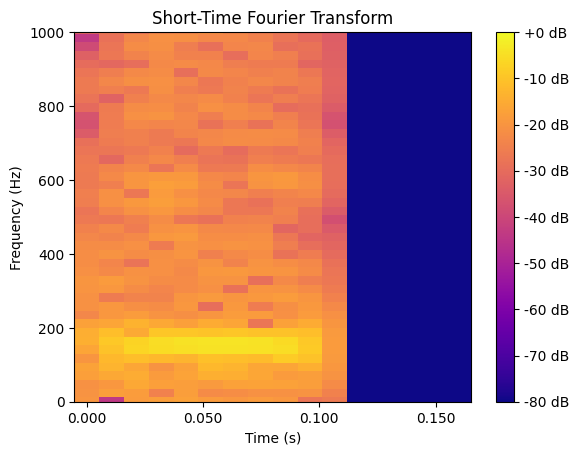 Short-Time Fourier Transform
Frequency (Hz)
1000
800
600
400
200
0
0.000
0.050
0.100
0.150
Time (s)
+0 dB
-10 dB
-20 dB
-30 dB
-40 dB
-50 dB
-60 dB
-70 dB
-80 dB